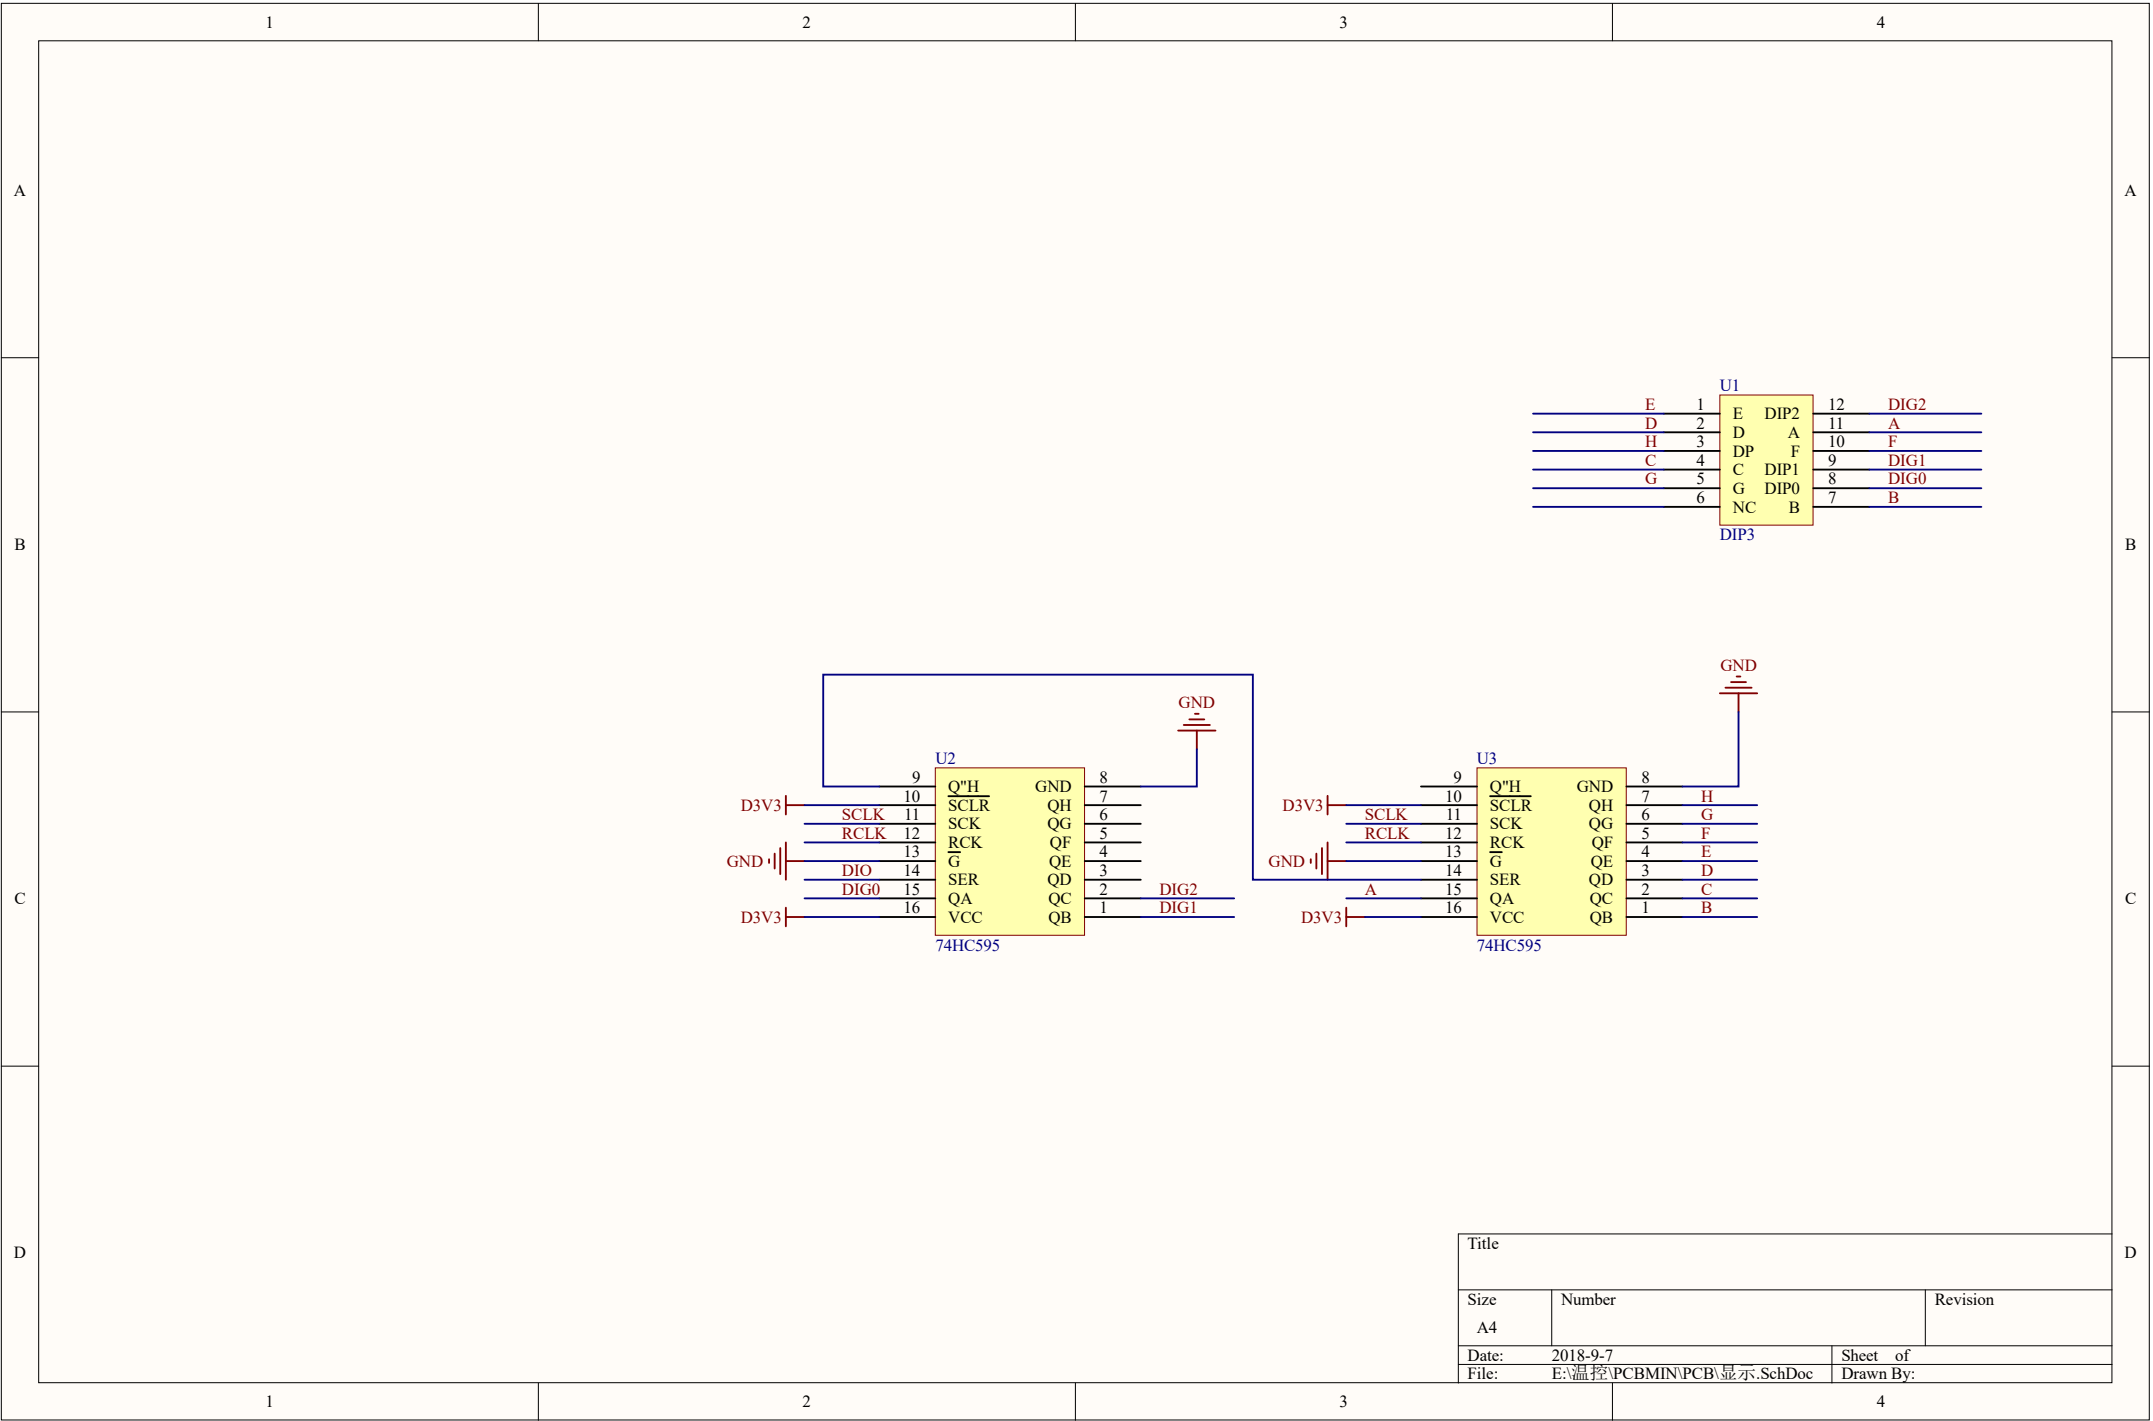 1 2 3 4
A A
B B
C C
D D
U1
E 1 E DIP2 12 DIG2
D 2 D A 11 A
H 3 DP F 10 F
C 4 C DIP1 9 DIG1
G 5 G DIP0 8 DIG0
6 NC B 7 B
DIP3
GND
GND
U2
9 Q"H GND 8
D3V3 10 SCLR QH 7
SCLK 11 SCK QG 6
RCLK 12 RCK QF 5
GND 13 G QE 4
DIO 14 SER QD 3
DIG0 15 QA QC 2 DIG2
D3V3 16 VCC QB 1 DIG1
74HC595
U3
9 Q"H GND 8
D3V3 10 SCLR QH 7 H
SCLK 11 SCK QG 6 G
RCLK 12 RCK QF 5 F
GND 13 G QE 4 E
14 SER QD 3 D
A 15 QA QC 2 C
D3V3 16 VCC QB 1 B
74HC595
Title
Size Number Revision
A4
Date: 2018-9-7 Sheet of
File: E:\温控\PCBMIN\PCB\显示.SchDoc Drawn By:
1 2 3 4